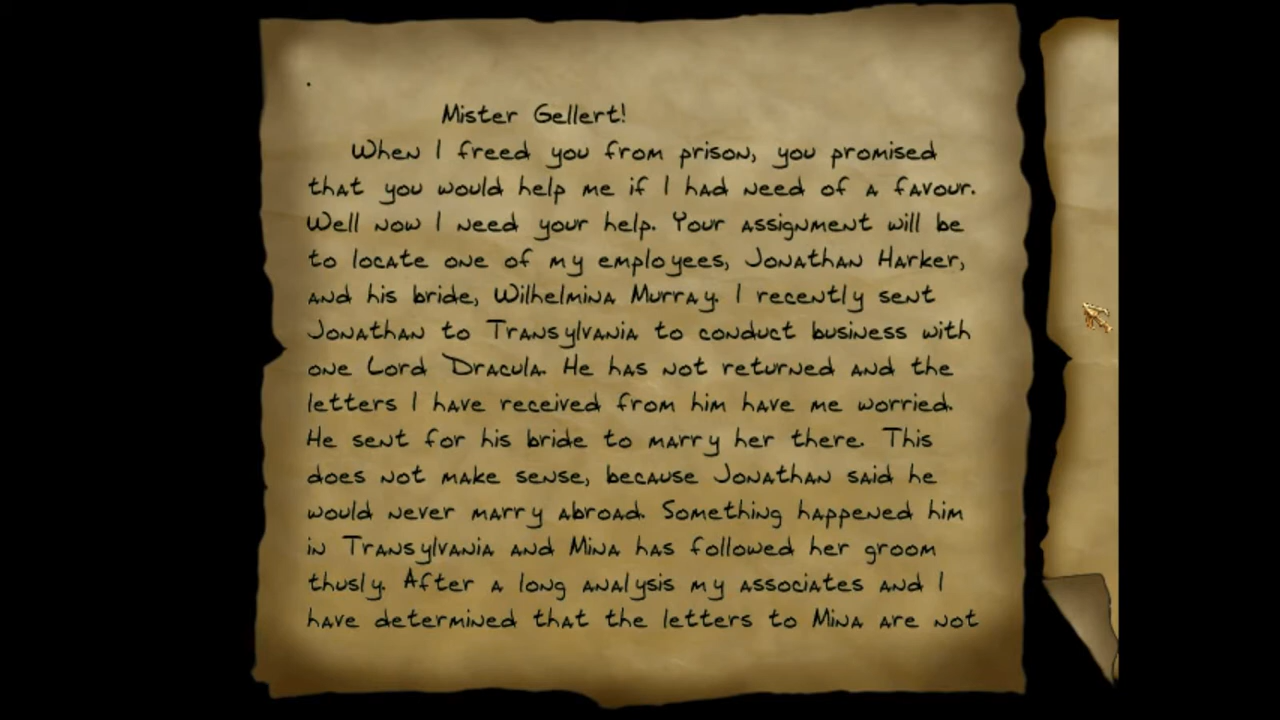 Mister Gellert!
When I freed you from prison, you promised
that you would help me if I had need of a favour.
Well now I need your help. Your assignment will be
to locate one of my employees, Jonathan Harker,
and his bride, Wilhelmina Murray. I recently sent
Jonathan to Transylvania to conduct business with
one Lord Dracula. He has not returned and the
letters I have received from him have me worried.
He sent for his bride to marry her there. This
does not make sense, because Jonathan said he
would never marry abroad. Something happened him
in Transylvania and Mina has followed her groom
thusly. After a long analysis my associates and I
have determined that the letters to Mina are not